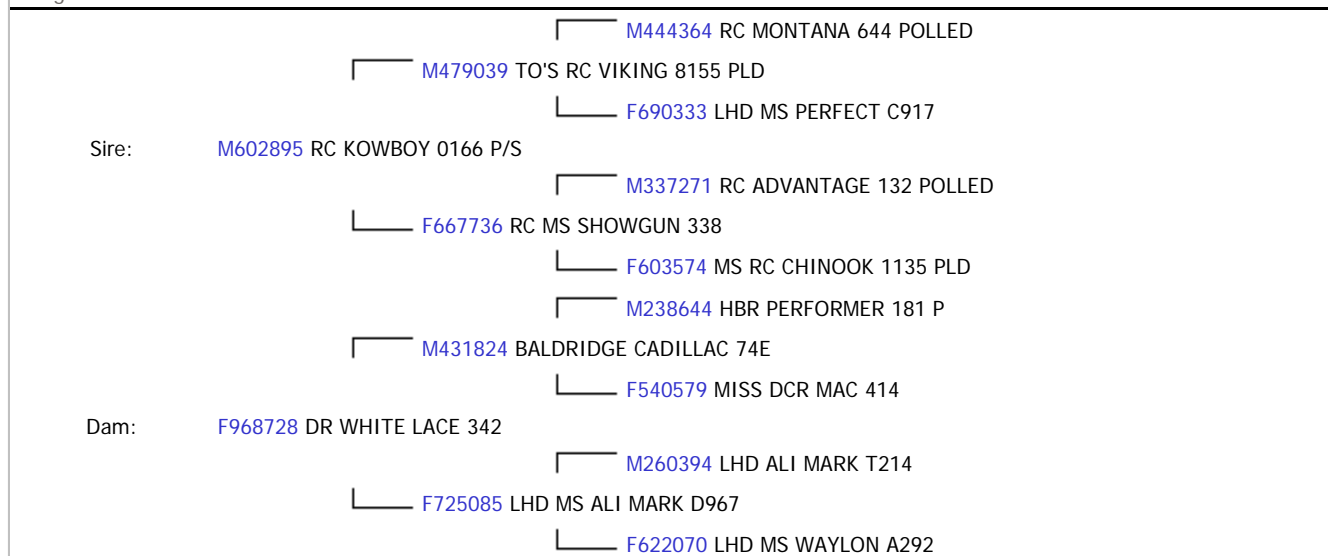 M444364 RC MONTANA 644 POLLED
M479039 TO'S RC VIKING 8155 PLD
F690333 LHD MS PERFECT C917
Sire: M602895 RC KOWBOY 0166 P/S
M337271 RC ADVANTAGE 132 POLLED
F667736 RC MS SHOWGUN 338
F603574 MS RC CHINOOK 1135 PLD
M238644 HBR PERFORMER 181 P
M431824 BALDRIDGE CADILLAC 74E
F540579 MISS DCR MAC 414
Dam: F968728 DR WHITE LACE 342
M260394 LHD ALI MARK T214
F725085 LHD MS ALI MARK D967
F622070 LHD MS WAYLON A292